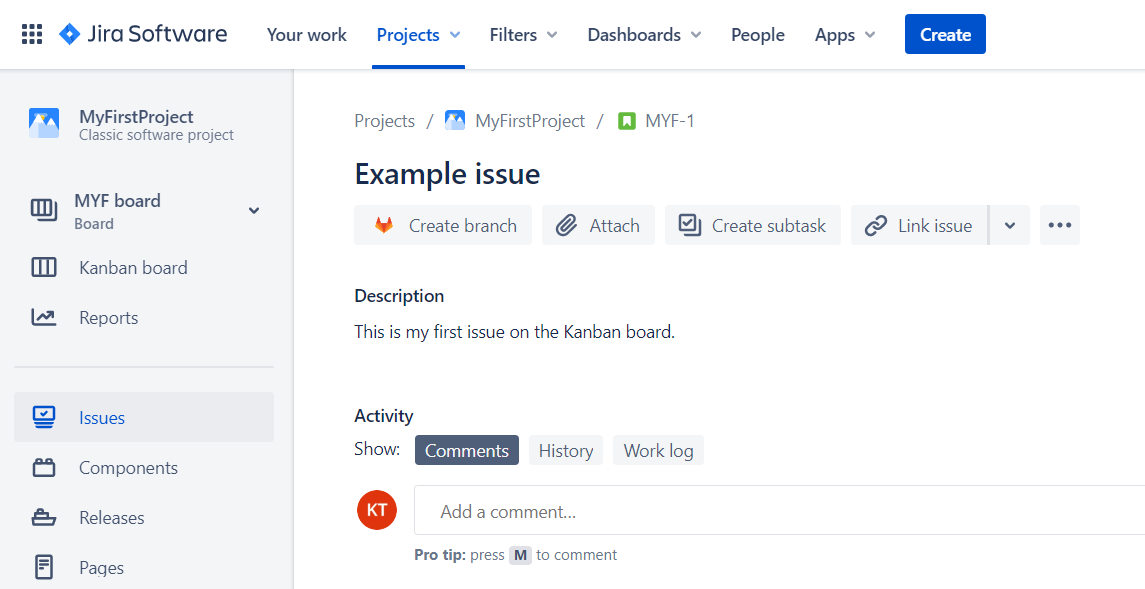 Jira Software Your work Projects Filters Dashboards People Apps Create
MyFirstProject
Classic software project
MYF board
Board
Kanban board
Reports
Issues
Components
Releases
Pages
Projects / MyFirstProject / MYF-1
Example issue
Create branch Attach Create subtask Link issue
Description
This is my first issue on the Kanban board.
Activity
Show: Comments History Work log
KT Add a comment...
Pro tip: press M to comment